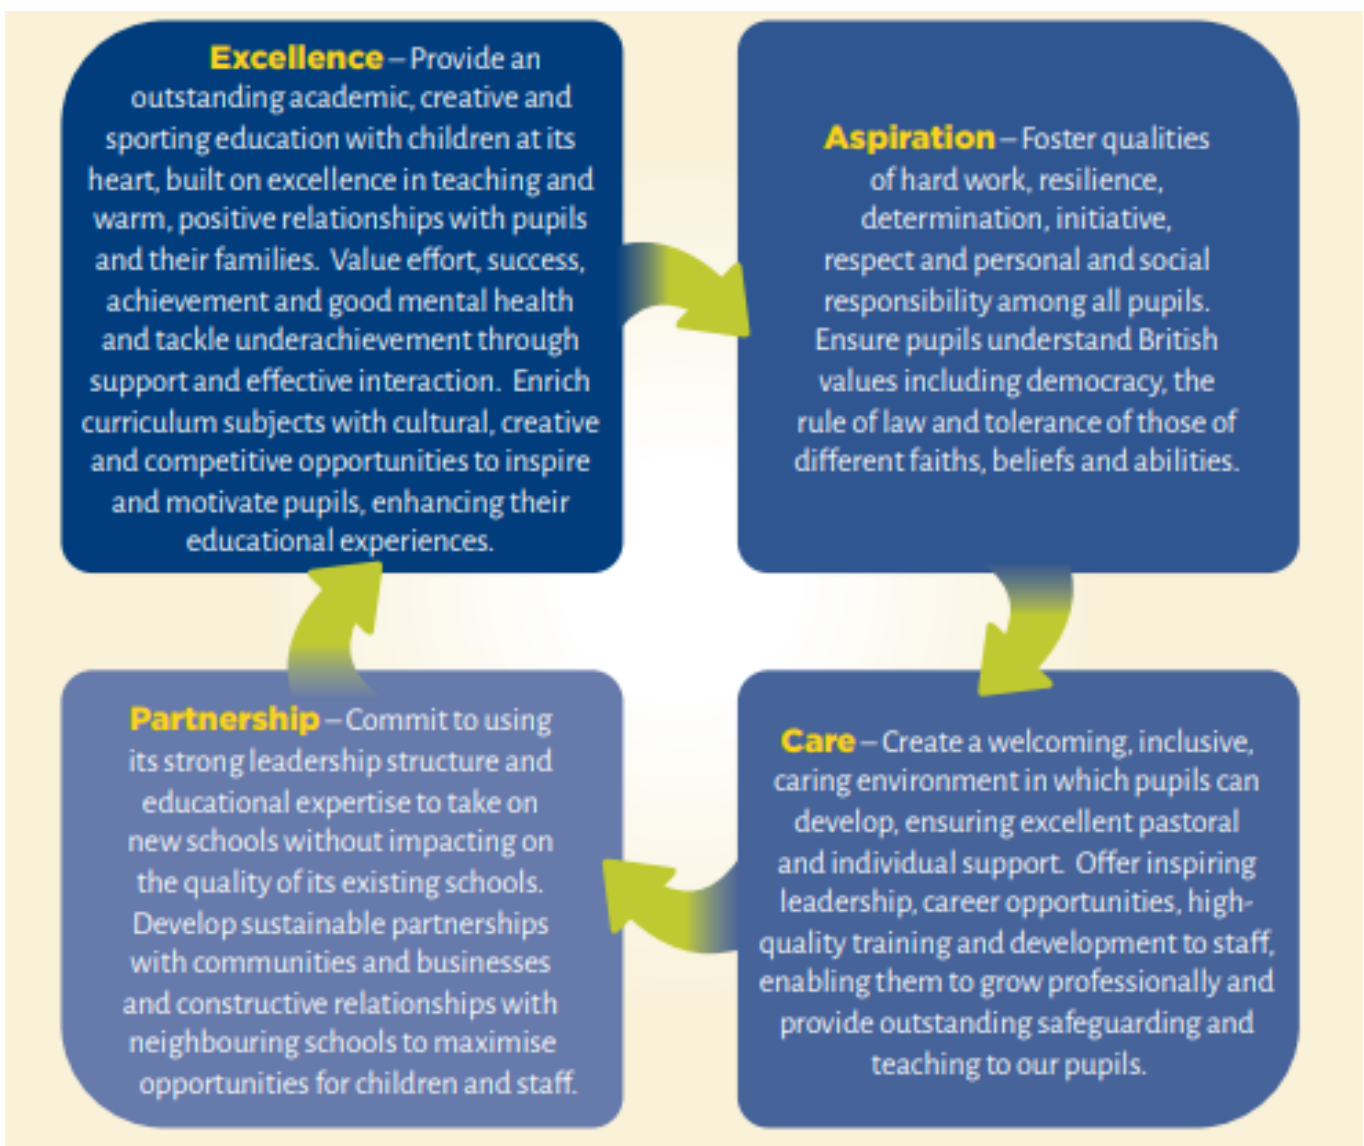 Excellence – Provide an
outstanding academic, creative and
sporting education with children at its
heart, built on excellence in teaching and
warm, positive relationships with pupils
and their families. Value effort, success,
achievement and good mental health
and tackle underachievement through
support and effective interaction. Enrich
curriculum subjects with cultural, creative
and competitive opportunities to inspire
and motivate pupils, enhancing their
educational experiences.
Aspiration – Foster qualities
of hard work, resilience,
determination, initiative,
respect and personal and social
responsibility among all pupils.
Ensure pupils understand British
values including democracy, the
rule of law and tolerance of those of
different faiths, beliefs and abilities.
Care – Create a welcoming, inclusive,
caring environment in which pupils can
develop, ensuring excellent pastoral
and individual support. Offer inspiring
leadership, career opportunities, high-
quality training and development to staff,
enabling them to grow professionally and
provide outstanding safeguarding and
teaching to our pupils.
Partnership – Commit to using
its strong leadership structure and
educational expertise to take on
new schools without impacting on
the quality of its existing schools.
Develop sustainable partnerships
with communities and businesses
and constructive relationships with
neighbouring schools to maximise
opportunities for children and staff.